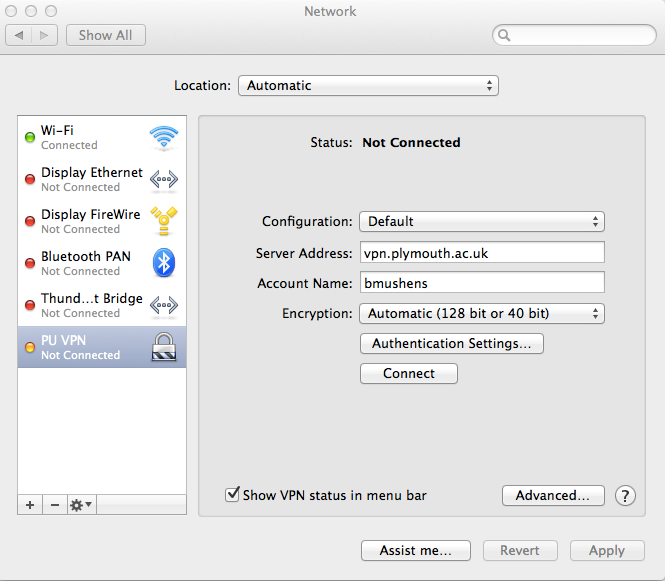 Network
Show All
Location: Automatic
Wi-Fi
Connected
Display Ethernet
Not Connected
Display FireWire
Not Connected
Bluetooth PAN
Not Connected
Thund...t Bridge
Not Connected
PU VPN
Not Connected
Status: Not Connected
Configuration: Default
Server Address: vpn.plymouth.ac.uk
Account Name: bmushens
Encryption: Automatic (128 bit or 40 bit)
Authentication Settings...
Connect
Show VPN status in menu bar
Advanced...
?
Assist me...
Revert
Apply